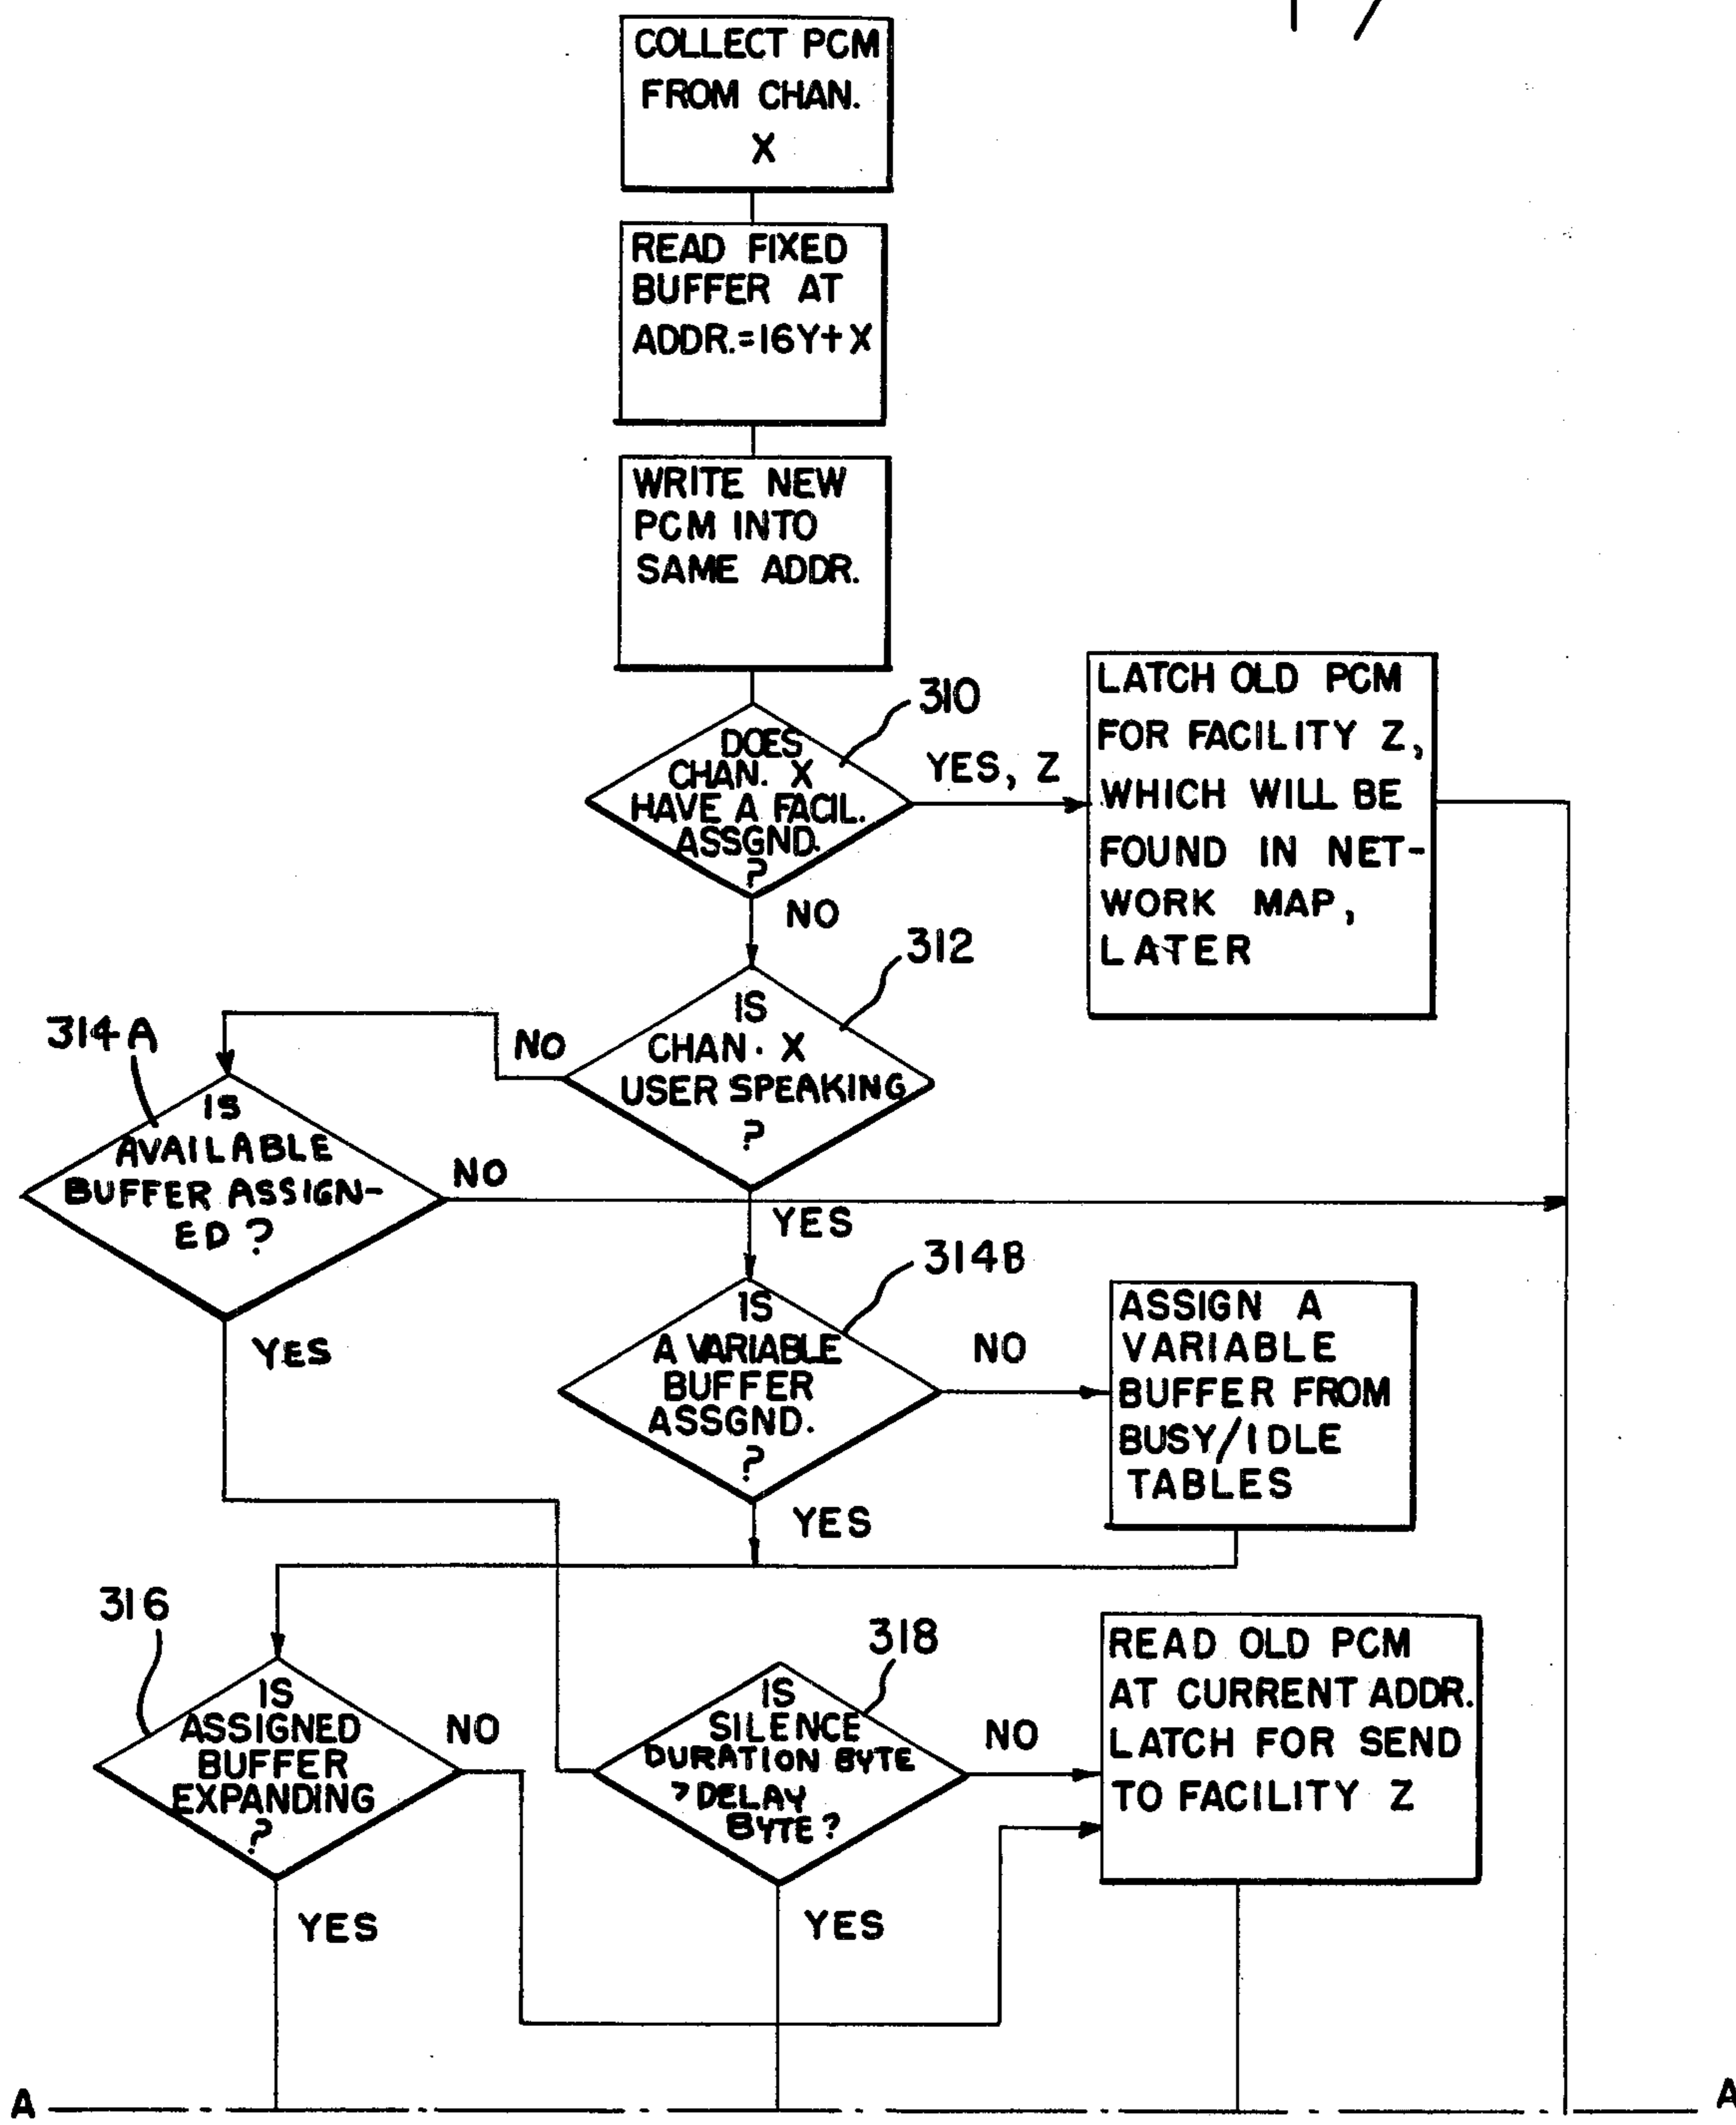 COLLECT PCM
FROM CHAN.
X
READ FIXED
BUFFER AT
ADDR.=16Y+X
WRITE NEW
PCM INTO
SAME ADDR.
310
DOES
CHAN. X
HAVE A FACIL.
ASSGND.
?
YES, Z
LATCH OLD PCM
FOR FACILITY Z,
WHICH WILL BE
FOUND IN NET-
WORK MAP,
LATER
NO
312
IS
CHAN. X
USER SPEAKING
?
NO
314A
IS
AVAILABLE
BUFFER ASSIGN-
ED?
NO
YES
YES
314B
IS
A VARIABLE
BUFFER
ASSGND.
?
NO
ASSIGN A
VARIABLE
BUFFER FROM
BUSY/IDLE
TABLES
YES
316
IS
ASSIGNED
BUFFER
EXPANDING
?
NO
YES
318
IS
SILENCE
DURATION BYTE
>DELAY
BYTE?
NO
YES
READ OLD PCM
AT CURRENT ADDR.
LATCH FOR SEND
TO FACILITY Z
A
A